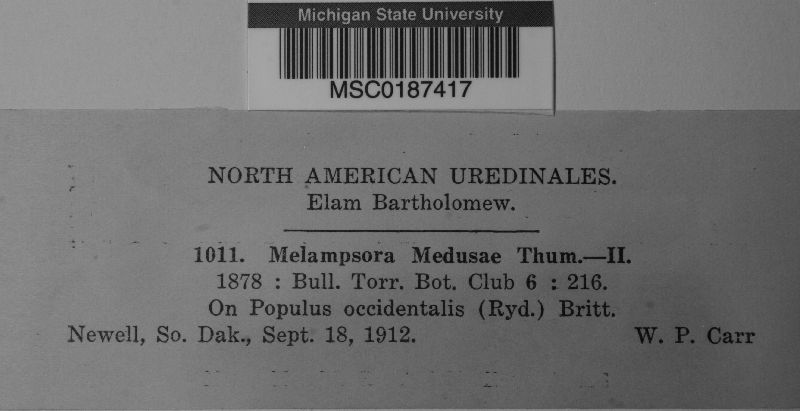 Michigan State University
MSC0187417
NORTH AMERICAN UREDINALES.
Elam Bartholomew.
1011. Melampsora Medusae Thum.—II.
1878 : Bull. Torr. Bot. Club 6 : 216.
On Populus occidentalis (Ryd.) Britt.
Newell, So. Dak., Sept. 18, 1912. W. P. Carr